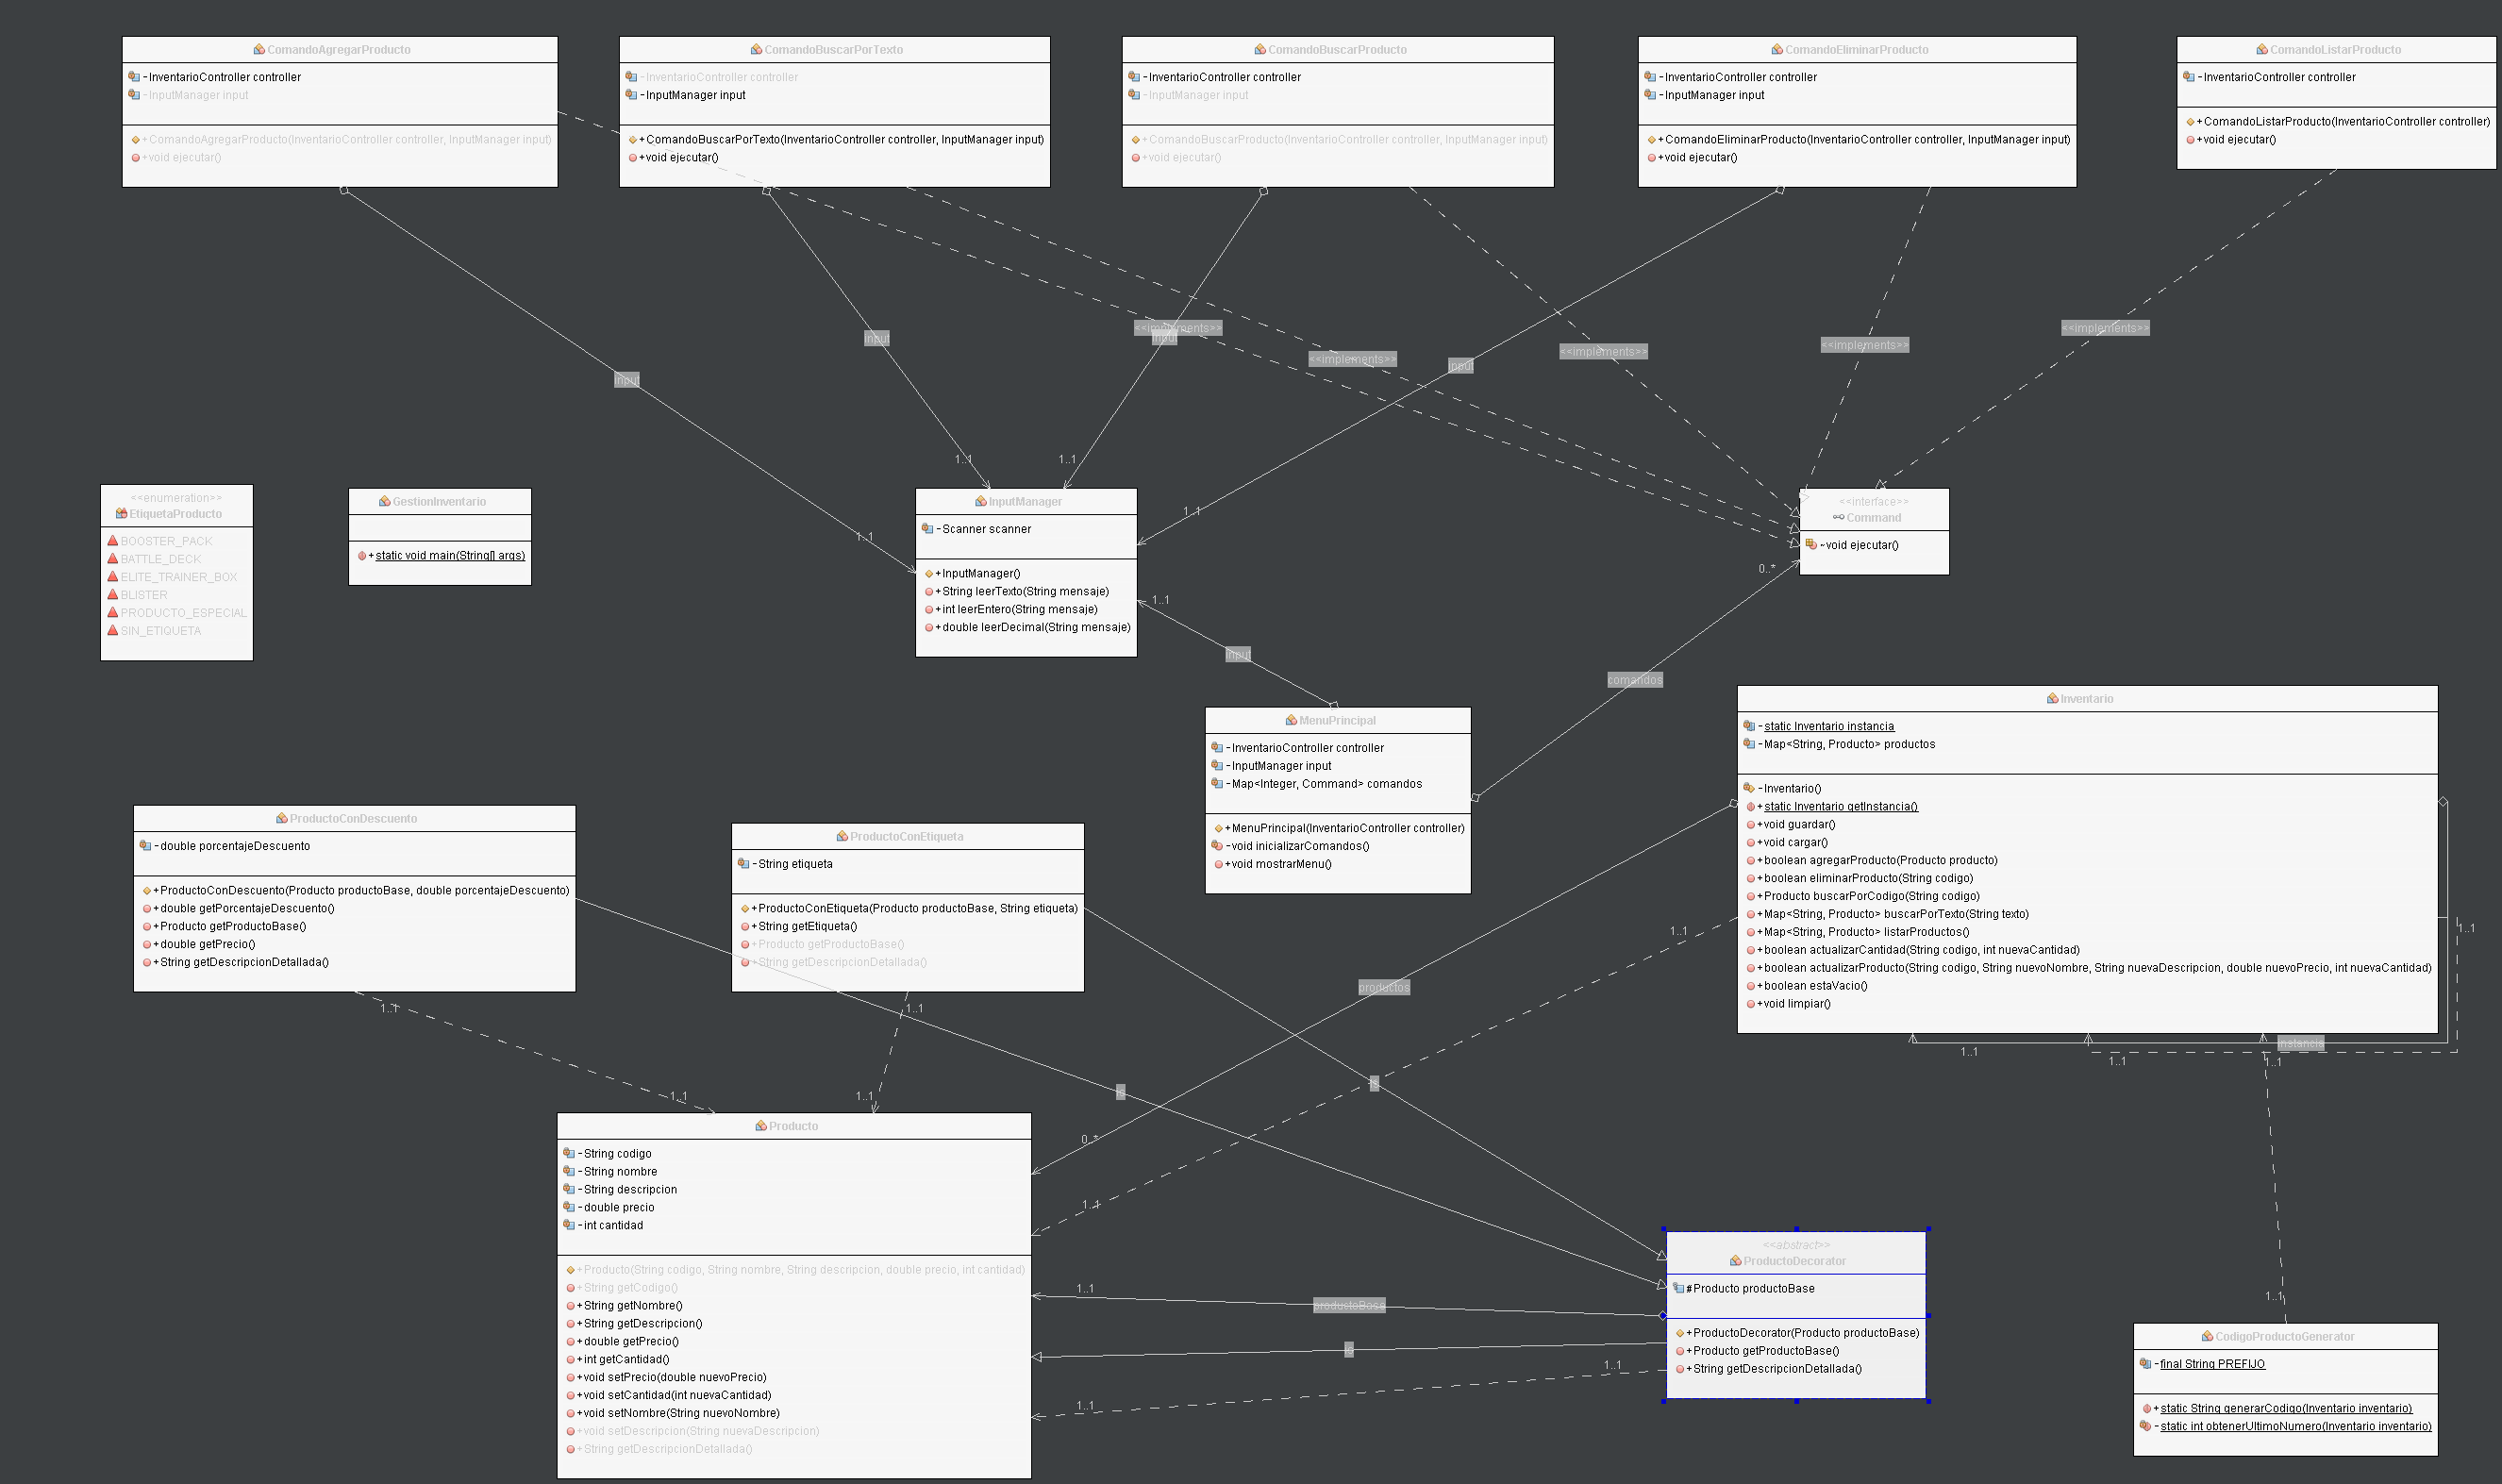 ComandoAgregarProducto
-InventarioController controller
-InputManager input
+ComandoAgregarProducto(InventarioController controller, InputManager input)
+void ejecutar()
ComandoBuscarPorTexto
-InventarioController controller
-InputManager input
+ComandoBuscarPorTexto(InventarioController controller, InputManager input)
+void ejecutar()
ComandoBuscarProducto
-InventarioController controller
-InputManager input
+ComandoBuscarProducto(InventarioController controller, InputManager input)
+void ejecutar()
ComandoEliminarProducto
-InventarioController controller
-InputManager input
+ComandoEliminarProducto(InventarioController controller, InputManager input)
+void ejecutar()
ComandoListarProducto
-InventarioController controller
+ComandoListarProducto(InventarioController controller)
+void ejecutar()
<<implements>>
<<implements>>
<<implements>>
<<implements>>
<<implements>>
input
input
input
input
1..1
1..1
1..1
1..1
<<enumeration>>
EtiquetaProducto
BOOSTER_PACK
BATTLE_DECK
ELITE_TRAINER_BOX
BLISTER
PRODUCTO_ESPECIAL
SIN_ETIQUETA
GestionInventario
+static void main(String[] args)
InputManager
-Scanner scanner
+InputManager()
+String leerTexto(String mensaje)
+int leerEntero(String mensaje)
+double leerDecimal(String mensaje)
<<interface>>
Command
~void ejecutar()
0..*
1..1
input
comandos
MenuPrincipal
-InventarioController controller
-InputManager input
-Map<Integer, Command> comandos
+MenuPrincipal(InventarioController controller)
-void inicializarComandos()
+void mostrarMenu()
Inventario
-static Inventario instancia
-Map<String, Producto> productos
-Inventario()
+static Inventario getInstancia()
+void guardar()
+void cargar()
+boolean agregarProducto(Producto producto)
+boolean eliminarProducto(String codigo)
+Producto buscarPorCodigo(String codigo)
+Map<String, Producto> buscarPorTexto(String texto)
+Map<String, Producto> listarProductos()
+boolean actualizarCantidad(String codigo, int nuevaCantidad)
+boolean actualizarProducto(String codigo, String nuevoNombre, String nuevaDescripcion, double nuevoPrecio, int nuevaCantidad)
+boolean estaVacio()
+void limpiar()
1..1
1..1
instancia
1..1
1..1
1..1
ProductoConDescuento
-double porcentajeDescuento
+ProductoConDescuento(Producto productoBase, double porcentajeDescuento)
+double getPorcentajeDescuento()
+Producto getProductoBase()
+double getPrecio()
+String getDescripcionDetallada()
ProductoConEtiqueta
-String etiqueta
+ProductoConEtiqueta(Producto productoBase, String etiqueta)
+String getEtiqueta()
+Producto getProductoBase()
+String getDescripcionDetallada()
productos
1..1
1..1
1..1
1..1
is
is
0..*
1..1
Producto
-String codigo
-String nombre
-String descripcion
-double precio
-int cantidad
+Producto(String codigo, String nombre, String descripcion, double precio, int cantidad)
+String getCodigo()
+String getNombre()
+String getDescripcion()
+double getPrecio()
+int getCantidad()
+void setPrecio(double nuevoPrecio)
+void setCantidad(int nuevaCantidad)
+void setNombre(String nuevoNombre)
+void setDescripcion(String nuevaDescripcion)
+String getDescripcionDetallada()
1..1
productoBase
is
1..1
1..1
<<abstract>>
ProductoDecorator
#Producto productoBase
+ProductoDecorator(Producto productoBase)
+Producto getProductoBase()
+String getDescripcionDetallada()
1..1
CodigoProductoGenerator
-final String PREFIJO
+static String generarCodigo(Inventario inventario)
-static int obtenerUltimoNumero(Inventario inventario)